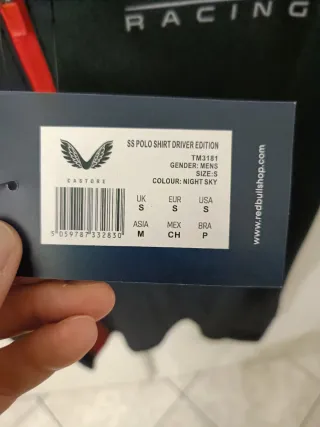 RACING
SS POLO SHIRT DRIVER EDITION
TM3181
GENDER: MENS
SIZE:S
COLOUR: NIGHT SKY
CASTORE
UK EUR USA
S S S
ASIA MEX BRA
M CH P
5 059787 332830
www.redbullshop.com